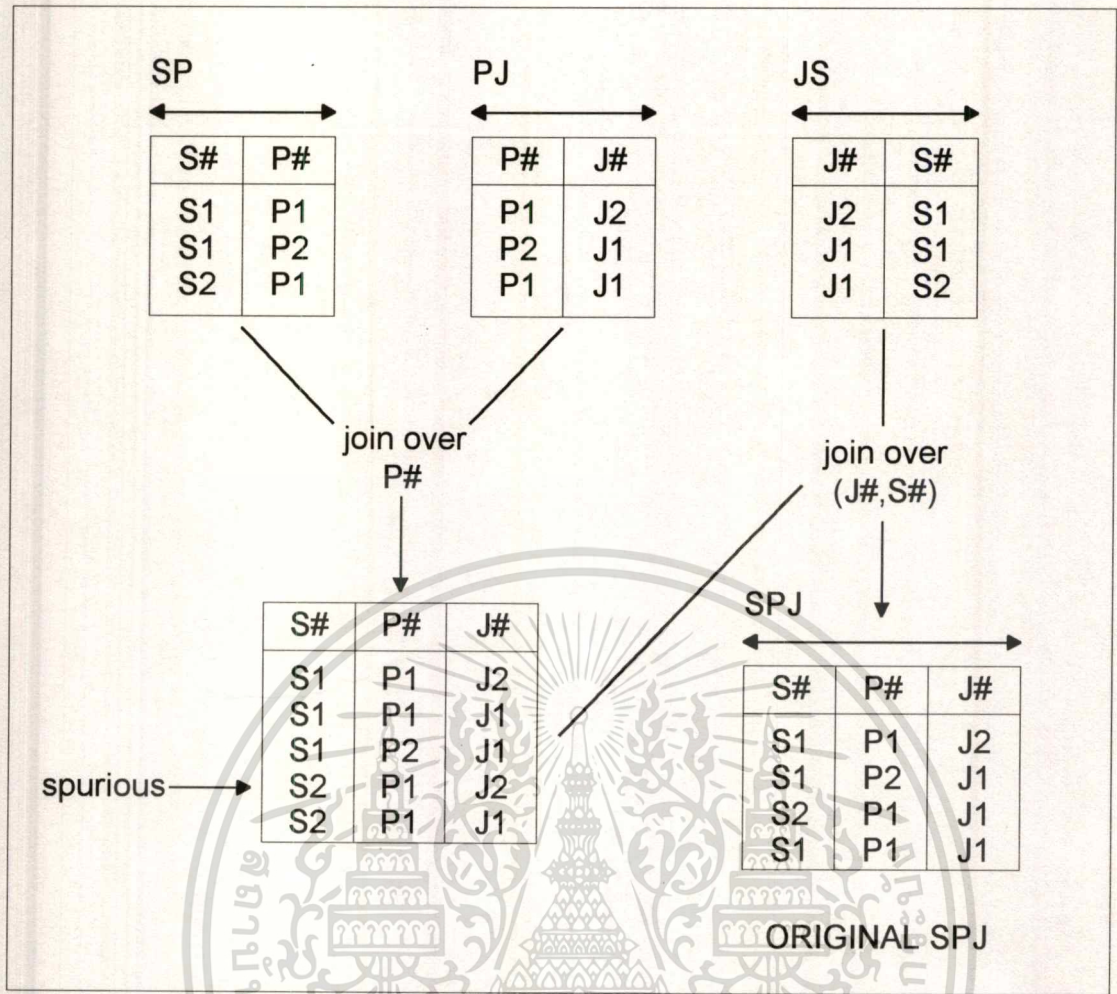 SP PJ JS
S# P# P# J# J# S#
S1 P1 P1 J2 J2 S1
S1 P2 P2 J1 J1 S1
S2 P1 P1 J1 J1 S2
join over
P#
join over
(J#,S#)
S# P# J#
S1 P1 J2
S1 P1 J1
S1 P2 J1
spurious S2 P1 J2
S2 P1 J1
SPJ
S# P# J#
S1 P1 J2
S1 P2 J1
S2 P1 J1
S1 P1 J1
ORIGINAL SPJ